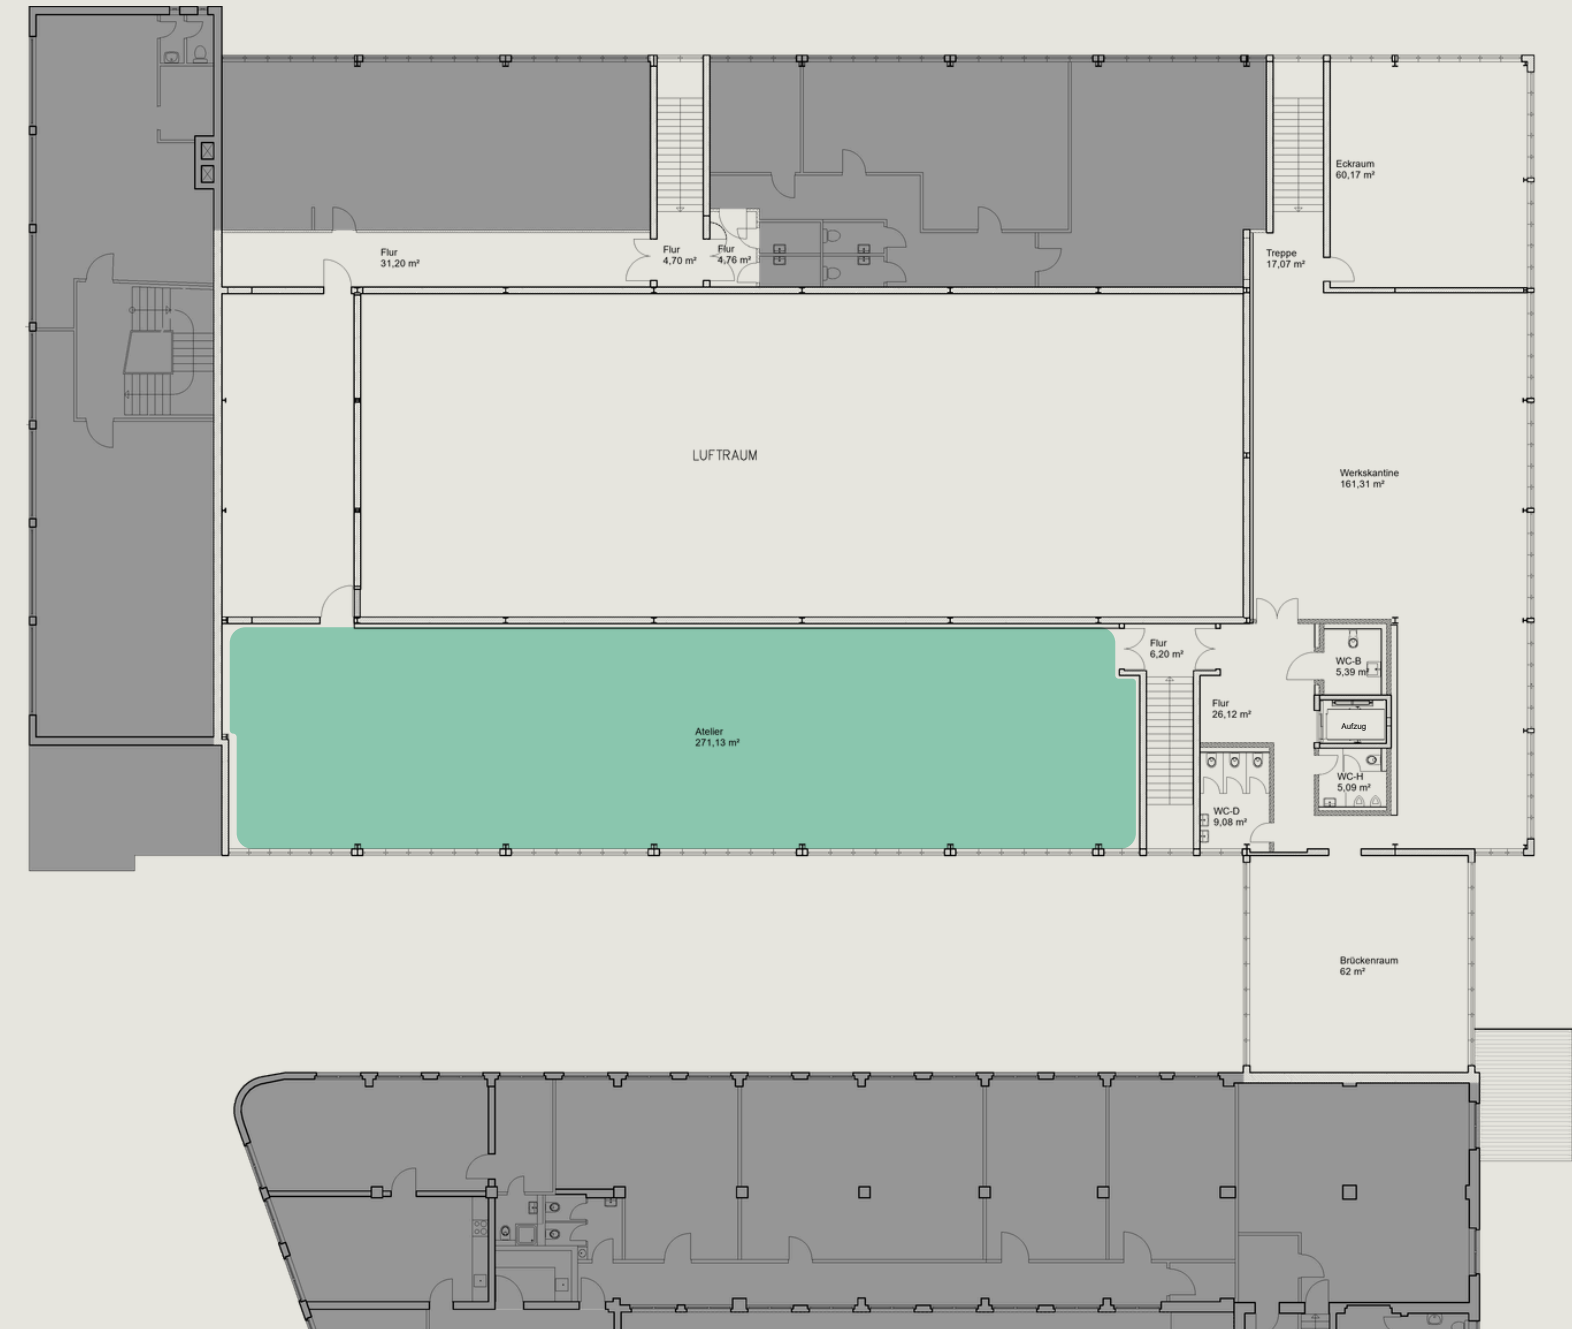 Eckraum
60,17 m²
Flur
31,20 m²
Flur
4,70 m²
Flur
4,76 m²
Treppe
17,07 m²
LUFTRAUM
Werkskantine
161,31 m²
Flur
6,20 m²
WC-B
5,39 m²
Flur
26,12 m²
Aufzug
Atelier
271,13 m²
WC-H
5,09 m²
WC-D
9,08 m²
Brückenraum
62 m²